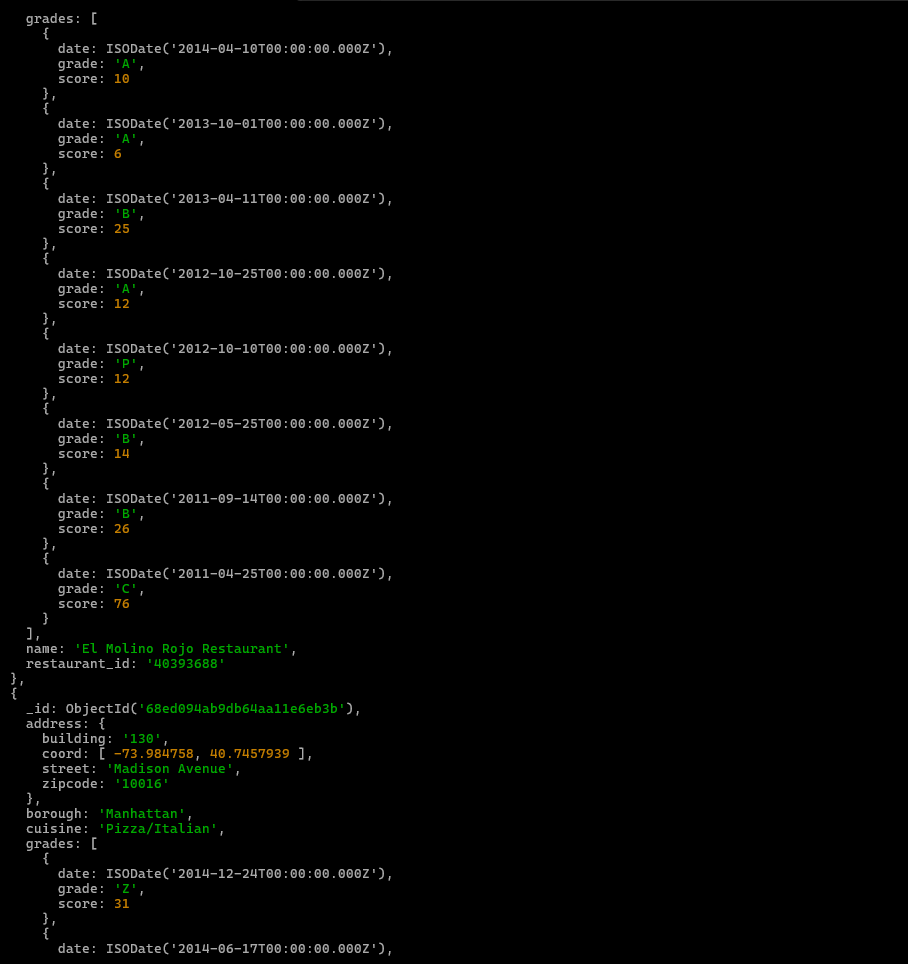 grades: [
{
date: ISODate('2014-04-10T00:00:00.000Z'),
grade: 'A',
score: 10
},
{
date: ISODate('2013-10-01T00:00:00.000Z'),
grade: 'A',
score: 6
},
{
date: ISODate('2013-04-11T00:00:00.000Z'),
grade: 'B',
score: 25
},
{
date: ISODate('2012-10-25T00:00:00.000Z'),
grade: 'A',
score: 12
},
{
date: ISODate('2012-10-10T00:00:00.000Z'),
grade: 'P',
score: 12
},
{
date: ISODate('2012-05-25T00:00:00.000Z'),
grade: 'B',
score: 14
},
{
date: ISODate('2011-09-14T00:00:00.000Z'),
grade: 'B',
score: 26
},
{
date: ISODate('2011-04-25T00:00:00.000Z'),
grade: 'C',
score: 76
}
],
name: 'El Molino Rojo Restaurant',
restaurant_id: '40393688'
},
{
_id: ObjectId('68ed094ab9db64aa11e6eb3b'),
address: {
building: '130',
coord: [ -73.984758, 40.7457939 ],
street: 'Madison Avenue',
zipcode: '10016'
},
borough: 'Manhattan',
cuisine: 'Pizza/Italian',
grades: [
{
date: ISODate('2014-12-24T00:00:00.000Z'),
grade: 'Z',
score: 31
},
{
date: ISODate('2014-06-17T00:00:00.000Z'),